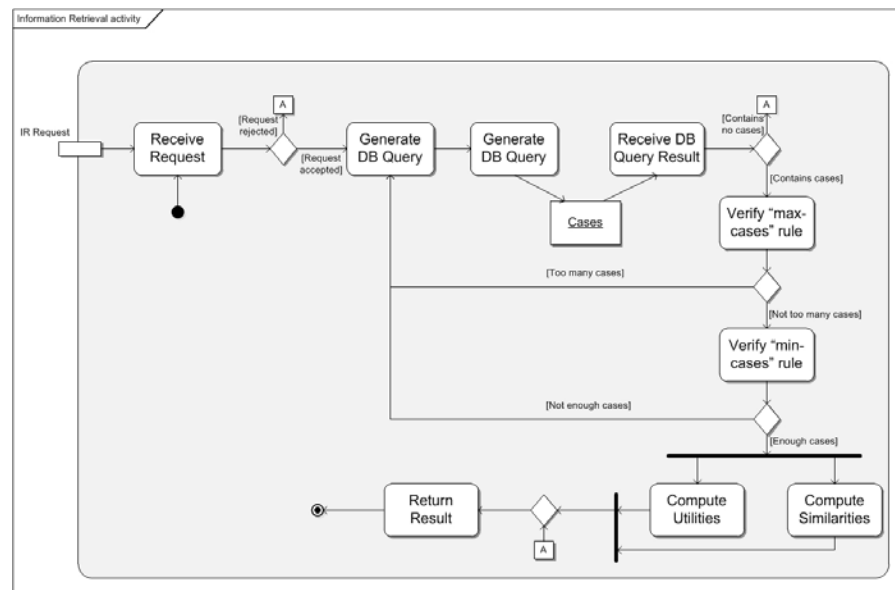 Information Retrieval activity
IR Request
Receive
Request
A
[Request
rejected]
[Request
accepted]
Generate
DB Query
Generate
DB Query
Cases
Receive DB
Query Result
A
[Contains
no cases]
[Contains cases]
Verify “max-
cases” rule
[Too many cases]
[Not too many cases]
Verify “min-
cases” rule
[Not enough cases]
[Enough cases]
Return
Result
A
Compute
Utilities
Compute
Similarities